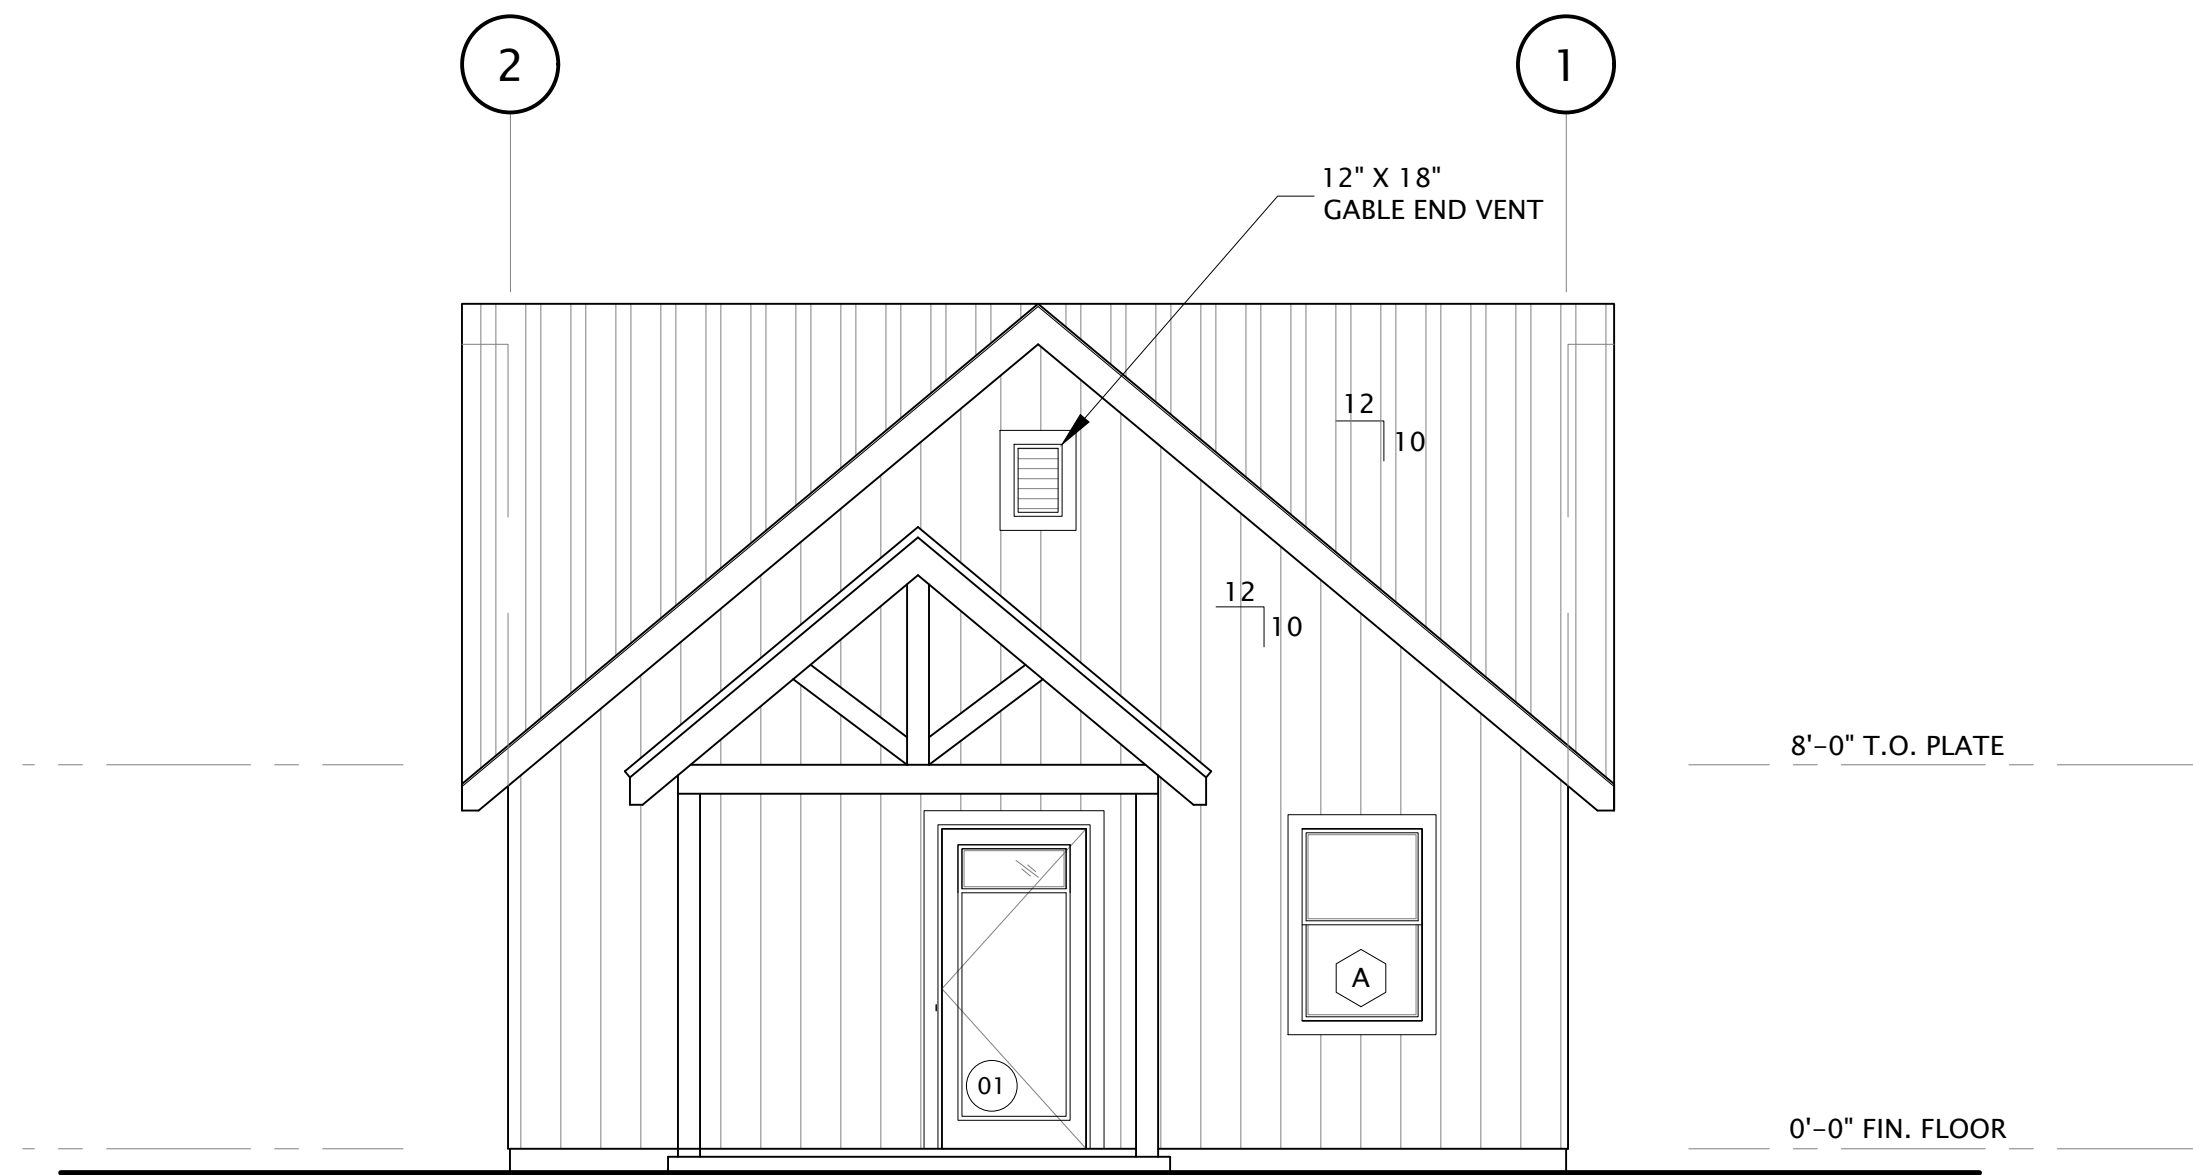 2
1
12" X 18"
GABLE END VENT
12
10
12
10
8'-0" T.O. PLATE
A
01
0'-0" FIN. FLOOR